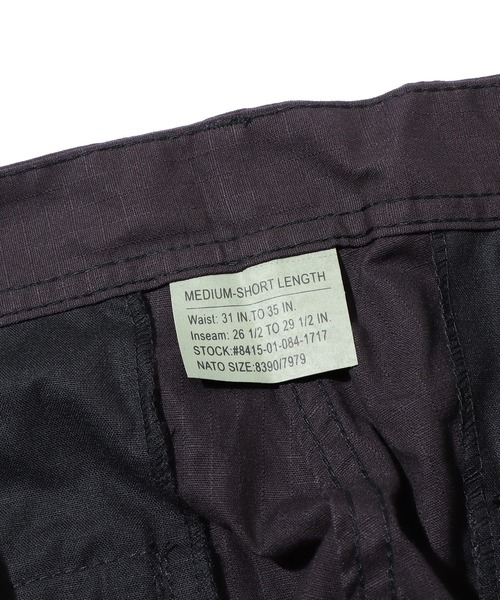 MEDIUM-SHORT LENGTH
Waist: 31 IN.TO 35 IN.
Inseam: 26 1/2 TO 29 1/2 IN.
STOCK:#8415-01-084-1717
NATO SIZE:8390/7979